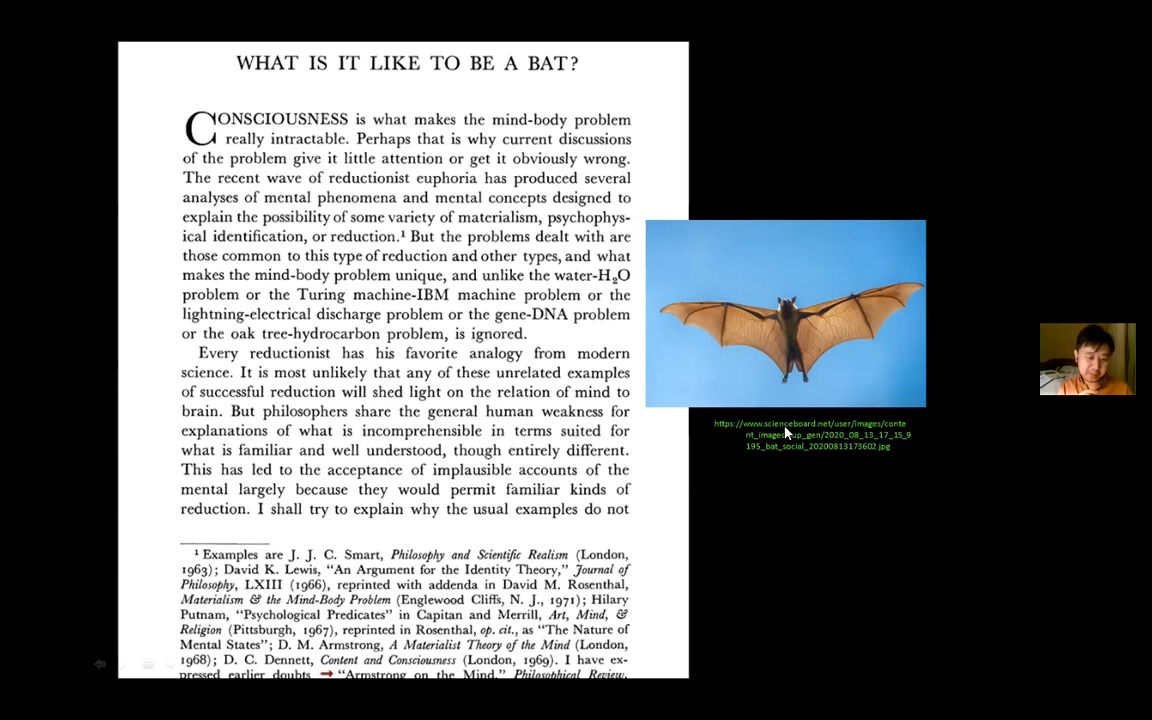 WHAT IS IT LIKE TO BE A BAT?
CONSCIOUSNESS is what makes the mind-body problem
really intractable. Perhaps that is why current discussions
of the problem give it little attention or get it obviously wrong.
The recent wave of reductionist euphoria has produced several
analyses of mental phenomena and mental concepts designed to
explain the possibility of some variety of materialism, psychophys-
ical identification, or reduction.¹ But the problems dealt with are
those common to this type of reduction and other types, and what
makes the mind-body problem unique, and unlike the water-H₂O
problem or the Turing machine-IBM machine problem or the
lightning-electrical discharge problem or the gene-DNA problem
or the oak tree-hydrocarbon problem, is ignored.
Every reductionist has his favorite analogy from modern
science. It is most unlikely that any of these unrelated examples
of successful reduction will shed light on the relation of mind to
brain. But philosophers share the general human weakness for
explanations of what is incomprehensible in terms suited for
what is familiar and well understood, though entirely different.
This has led to the acceptance of implausible accounts of the
mental largely because they would permit familiar kinds of
reduction. I shall try to explain why the usual examples do not
¹ Examples are J. J. C. Smart, Philosophy and Scientific Realism (London,
1963); David K. Lewis, “An Argument for the Identity Theory,” Journal of
Philosophy, LXIII (1966), reprinted with addenda in David M. Rosenthal,
Materialism & the Mind-Body Problem (Englewood Cliffs, N. J., 1971); Hilary
Putnam, “Psychological Predicates” in Capitan and Merrill, Art, Mind, &
Religion (Pittsburgh, 1967), reprinted in Rosenthal, op. cit., as “The Nature of
Mental States”; D. M. Armstrong, A Materialist Theory of the Mind (London,
1968); D. C. Dennett, Content and Consciousness (London, 1969). I have ex-
pressed earlier doubts → “Armstrong on the Mind,” Philosophical Review,
https://www.scienceboard.net/user/images/conte
nt_images up_gen/2020_08_13_17_15_9
195_bat_social_20200813173602.jpg